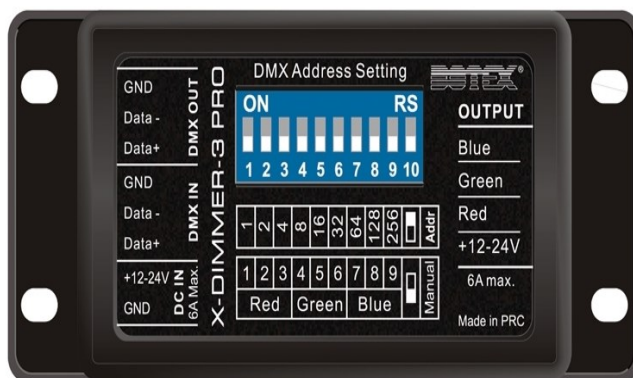 GND
Data -
Data+
DMX OUT
GND
Data -
Data+
DMX IN
+12-24V
GND
DC IN
6A Max.
X-DIMMER-3 PRO
DMX Address Setting
ON RS
1 2 3 4 5 6 7 8 9 10
1 2 4 8 16 32 64 128 256 Addr
1 2 3 4 5 6 7 8 9 Manual
Red Green Blue
BOTEX®
OUTPUT
Blue
Green
Red
+12-24V
6A max.
Made in PRC